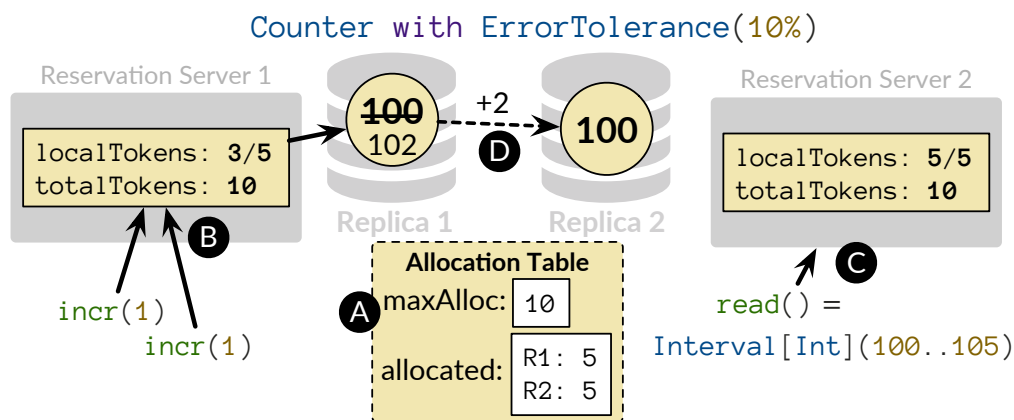 Counter with ErrorTolerance(10%)
Reservation Server 1
localTokens: 3/5
totalTokens: 10
B
incr(1)
incr(1)
100
102
Replica 1
+2
D
100
Replica 2
Allocation Table
A
maxAlloc: 10
allocated:
R1: 5
R2: 5
Reservation Server 2
localTokens: 5/5
totalTokens: 10
C
read() =
Interval[Int](100..105)